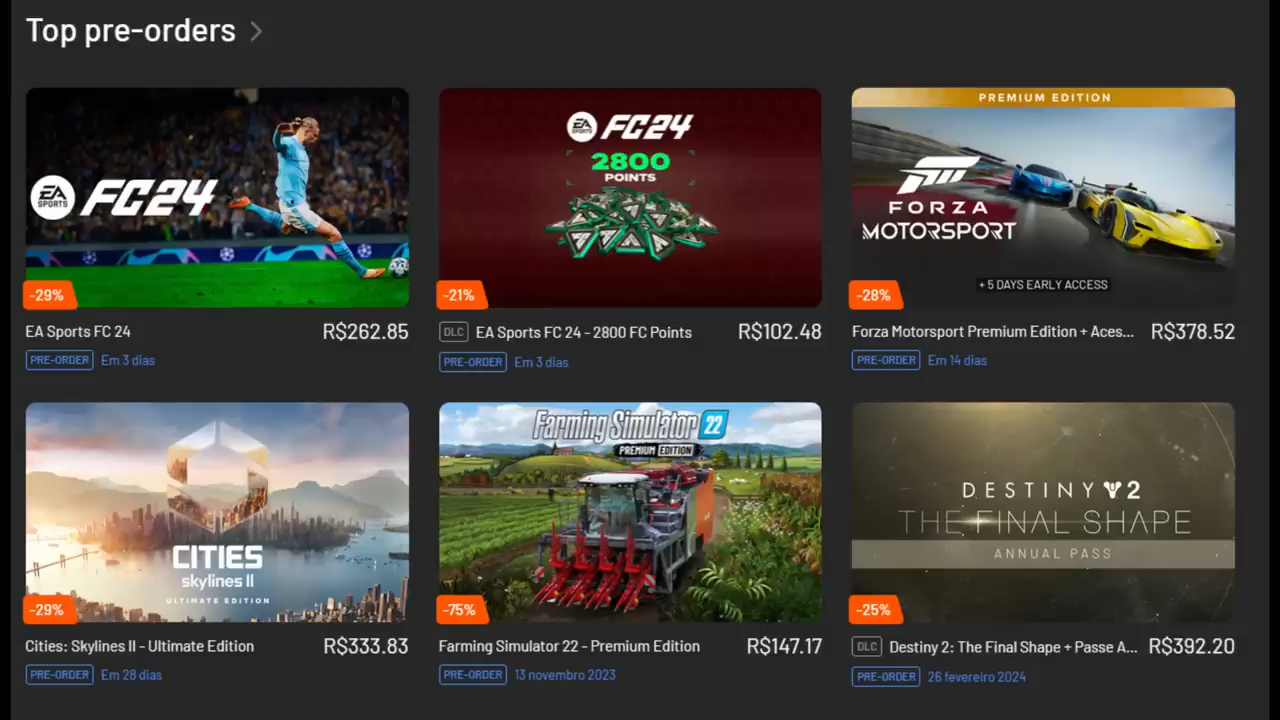 Top pre-orders >
EA SPORTS FC24
-29%
EA Sports FC 24 R$262.85
PRE-ORDER Em 3 dias
EA SPORTS FC24
2800
POINTS
-21%
DLC EA Sports FC 24 - 2800 FC Points R$102.48
PRE-ORDER Em 3 dias
PREMIUM EDITION
FORZA
MOTORSPORT
+ 5 DAYS EARLY ACCESS
-28%
Forza Motorsport Premium Edition + Aces... R$378.52
PRE-ORDER Em 14 dias
CITIES
skylines II
ULTIMATE EDITION
-29%
Cities: Skylines II - Ultimate Edition R$333.83
PRE-ORDER Em 28 dias
Farming Simulator 22
PREMIUM EDITION
-75%
Farming Simulator 22 - Premium Edition R$147.17
PRE-ORDER 13 novembro 2023
DESTINY 2
THE FINAL SHAPE
ANNUAL PASS
-25%
DLC Destiny 2: The Final Shape + Passe A... R$392.20
PRE-ORDER 26 fevereiro 2024